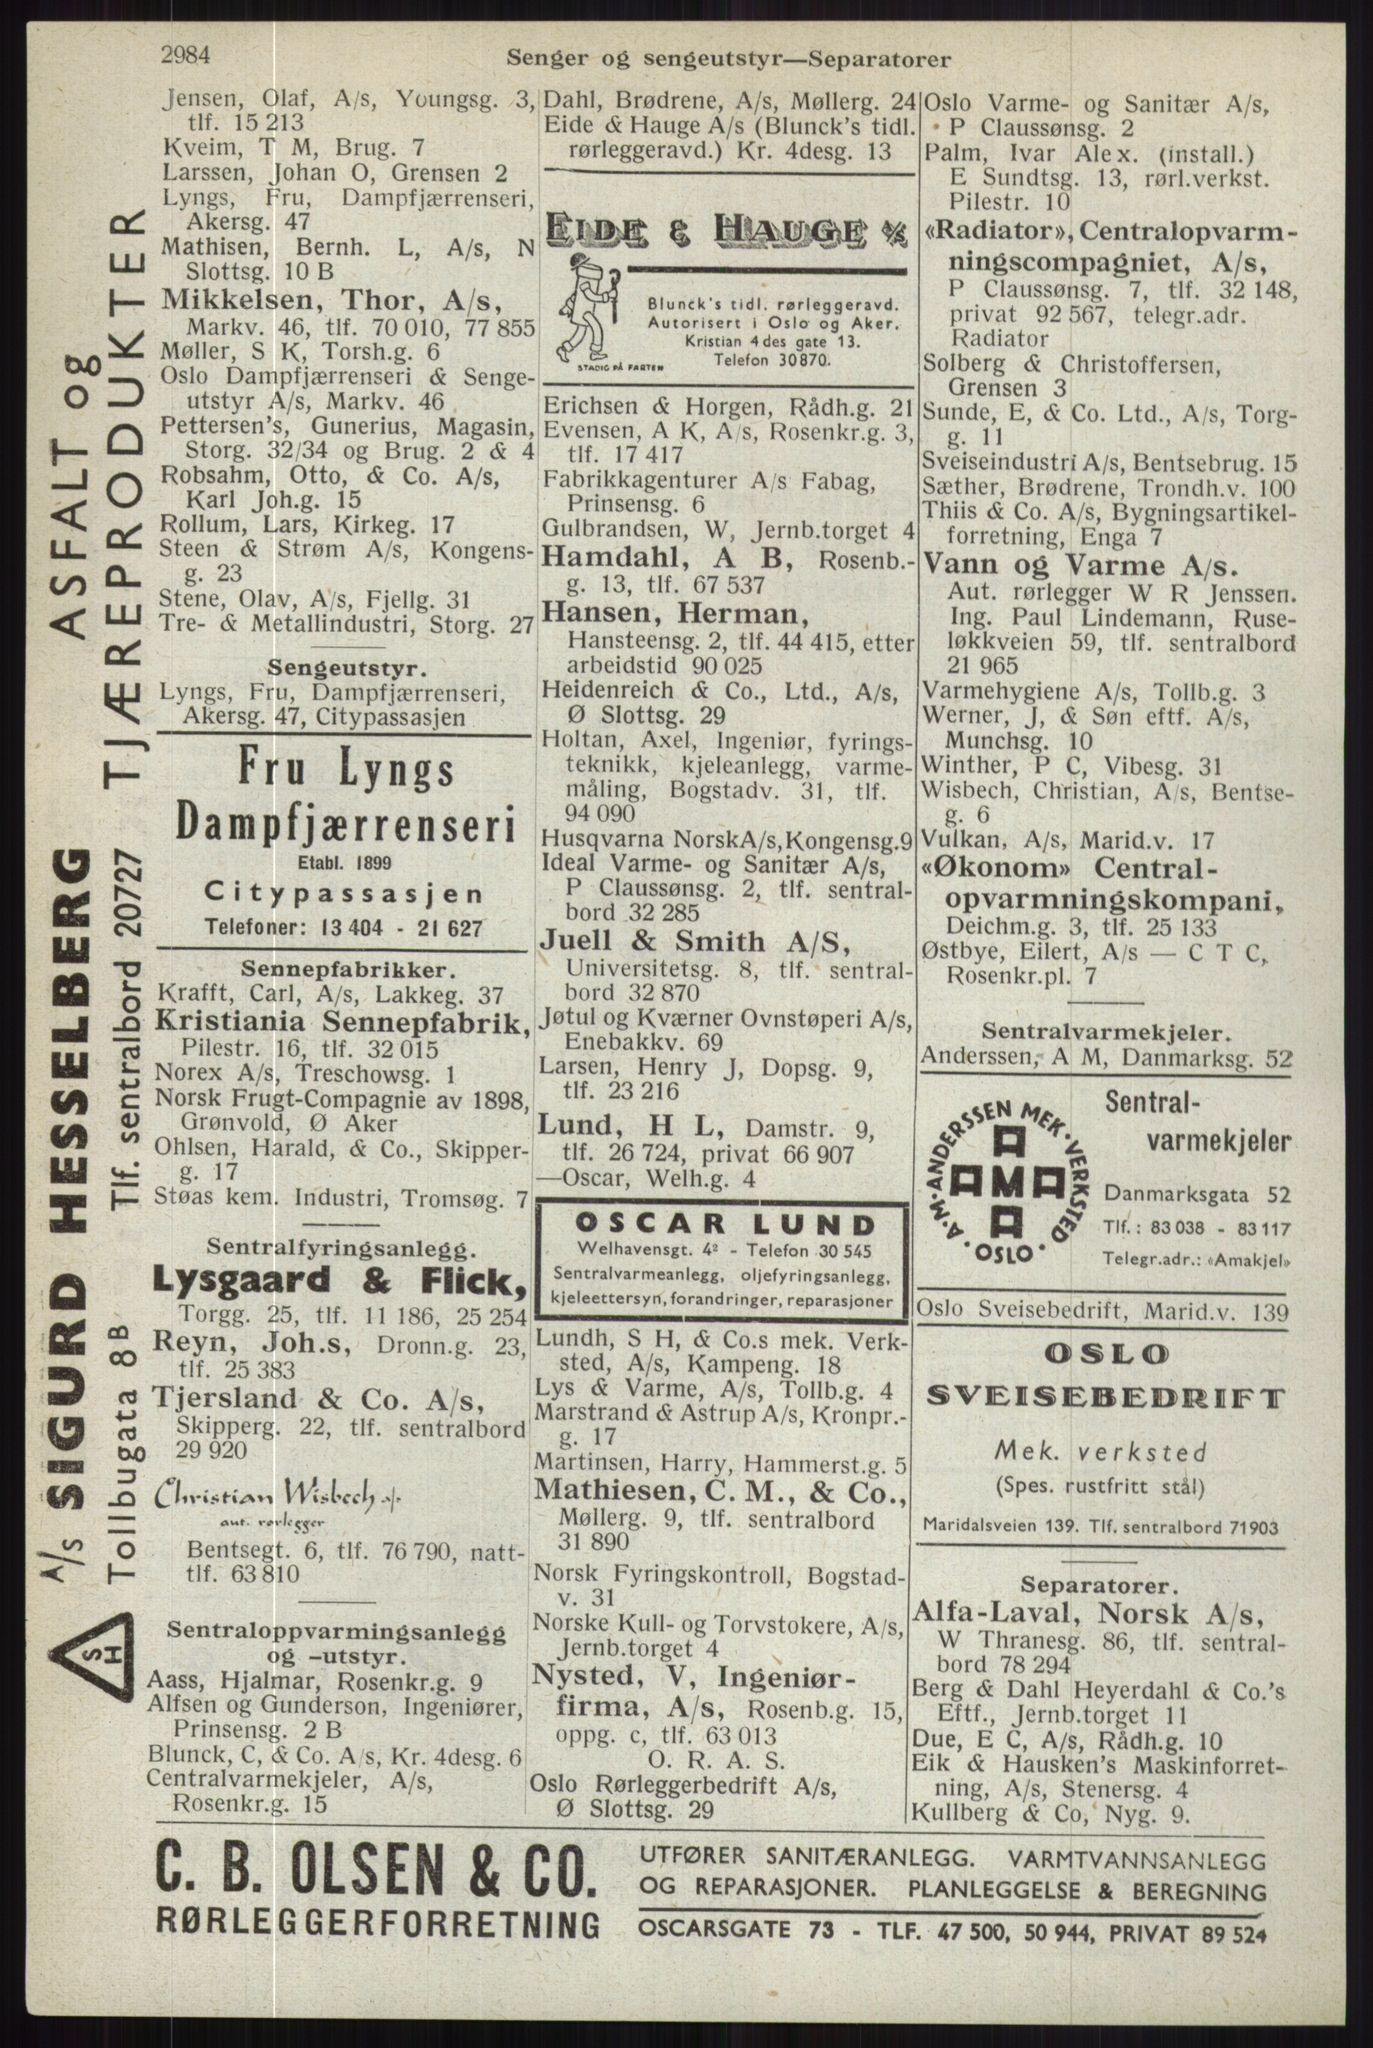 2984
Senger og sengeutstyr—Separatorer
Jensen, Olaf, A/s, Youngsg. 3,
tlf. 15 213
Kveim, T M, Brug. 7
Larssen, Johan O, Grensen 2
Lyngs, Fru, Dampfjærrenseri,
Akersg. 47
Mathisen, Bernh. L, A/s, N
Slottsg. 10 B
Mikkelsen, Thor, A/s,
Markv. 46, tlf. 70 010, 77 855
Møller, S K, Torsh.g. 6
Oslo Dampfjærrenseri & Senge-
utstyr A/s, Markv. 46
Pettersen's, Gunerius, Magasin,
Storg. 32/34 og Brug. 2 & 4
Robsahm, Otto, & Co. A/s,
Karl Joh.g. 15
Rollum, Lars, Kirkeg. 17
Steen & Strøm A/s, Kongens-
g. 23
Stene, Olav, A/s, Fjellg. 31
Tre- & Metallindustri, Storg. 27
Sengeutstyr.
Lyngs, Fru, Dampfjærrenseri,
Akersg. 47, Citypassasjen
Fru Lyngs
Dampfjærrenseri
Etabl. 1899
Citypassasjen
Telefoner: 13 404 - 21 627
Sennepfabrikker.
Krafft, Carl, A/s, Lakkeg. 37
Kristiania Sennepfabrik,
Pilestr. 16, tlf. 32 015
Norex A/s, Treschowsg. 1
Norsk Frugt-Compagnie av 1898,
Grønvold, Ø Aker
Ohlsen, Harald, & Co., Skipper-
g. 17
Støas kem. Industri, Tromsøg. 7
Sentralfyringsanlegg.
Lysgaard & Flick,
Torgg. 25, tlf. 11 186, 25 254
Reyn, Joh.s, Dronn.g. 23,
tlf. 25 383
Tjersland & Co. A/s,
Skipperg. 22, tlf. sentralbord
29 920
Christian Wisbech A/s
aut. rørlegger
Bentsegt. 6, tlf. 76 790, natt-
tlf. 63 810
Sentraloppvarmingsanlegg
og -utstyr.
Aass, Hjalmar, Rosenkr.g. 9
Alfsen og Gunderson, Ingeniører,
Prinsensg. 2 B
Blunck, C, & Co. A/s, Kr. 4desg. 6
Centralvarmekjeler, A/s,
Rosenkr.g. 15
Dahl, Brødrene, A/s, Møllerg. 24
Eide & Hauge A/s (Blunck's tidl.
rørleggeravd.) Kr. 4desg. 13
EIDE & HAUGE A/S
Blunck's tidl. rørleggeravd.
Autorisert i Oslo og Aker.
Kristian 4 des gate 13.
Telefon 30870.
STADIG PÅ FARTEN
Erichsen & Horgen, Rådh.g. 21
Evensen, A K, A/s, Rosenkr.g. 3,
tlf. 17 417
Fabrikkagenturer A/s Fabag,
Prinsensg. 6
Gulbrandsen, W, Jernb.torget 4
Hamdahl, A B, Rosenb.-
g. 13, tlf. 67 537
Hansen, Herman,
Hansteensg. 2, tlf. 44 415, etter
arbeidstid 90 025
Heidenreich & Co., Ltd., A/s,
Ø Slottsg. 29
Holtan, Axel, Ingeniør, fyrings-
teknikk, kjeleanlegg, varme-
måling, Bogstadv. 31, tlf.
94 090
Husqvarna Norsk A/s, Kongensg. 9
Ideal Varme- og Sanitær A/s,
P Claussønsg. 2, tlf. sentral-
bord 32 285
Juell & Smith A/S,
Universitetsg. 8, tlf. sentral-
bord 32 870
Jøtul og Kværner Ovnstøperi A/s,
Enebakkv. 69
Larsen, Henry J, Dopsg. 9,
tlf. 23 216
Lund, H L, Damstr. 9,
tlf. 26 724, privat 66 907
—Oscar, Welh.g. 4
OSCAR LUND
Welhavensgt. 4² - Telefon 30 545
Sentralvarmeanlegg, oljefyringsanlegg,
kjeleettersyn, forandringer, reparasjoner
Lundh, S H, & Co.s mek. Verk-
sted, A/s, Kampeng. 18
Lys & Varme, A/s, Tollb.g. 4
Marstrand & Astrup A/s, Kronpr.-
g. 17
Martinsen, Harry, Hammerst.g. 5
Mathiesen, C. M., & Co.,
Møllerg. 9, tlf. sentralbord
31 890
Norsk Fyringskontroll, Bogstad-
v. 31
Norske Kull- og Torvstokere, A/s,
Jernb.torget 4
Nysted, V, Ingeniør-
firma, A/s, Rosenb.g. 15,
oppg. c, tlf. 63 013
O. R. A. S.
Oslo Rørleggerbedrift A/s,
Ø Slottsg. 29
Oslo Varme- og Sanitær A/s,
P Claussønsg. 2
Palm, Ivar Alex. (install.)
E Sundtsg. 13, rørl.verkst.
Pilestr. 10
«Radiator», Centralopvarm-
ningscompagniet, A/s,
P Claussønsg. 7, tlf. 32 148,
privat 92 567, telegr.adr.
Radiator
Solberg & Christoffersen,
Grensen 3
Sunde, E, & Co. Ltd., A/s, Torg-
g. 11
Sveiseindustri A/s, Bentsebrug. 15
Sæther, Brødrene, Trondh.v. 100
Thiis & Co. A/s, Bygningsartikel-
forretning, Enga 7
Vann og Varme A/s.
Aut. rørlegger W R Jenssen.
Ing. Paul Lindemann, Ruse-
løkkveien 59, tlf. sentralbord
21 965
Varmehygiene A/s, Tollb.g. 3
Werner, J, & Søn eftf. A/s,
Munchsg. 10
Winther, P C, Vibesg. 31
Wisbech, Christian, A/s, Bentse-
g. 6
Vulkan, A/s, Marid.v. 17
«Økonom» Central-
opvarmningskompani,
Deichm.g. 3, tlf. 25 133
Østbye, Eilert, A/s — C T C,
Rosenkr.pl. 7
Sentralvarmekjeler.
Anderssen, A M, Danmarksg. 52
A·M·ANDERSSEN MEK·VERKSTED
·OSLO·
A
AMA
A
Sentral-
varmekjeler
Danmarksgata 52
Tlf.: 83 038 - 83 117
Telegr.adr.: «Amakjel»
Oslo Sveisebedrift, Marid.v. 139
OSLO
SVEISEBEDRIFT
Mek. verksted
(Spes. rustfritt stål)
Maridalsveien 139. Tlf. sentralbord 71903
Separatorer.
Alfa-Laval, Norsk A/s,
W Thranesg. 86, tlf. sentral-
bord 78 294
Berg & Dahl Heyerdahl & Co.'s
Eftf., Jernb.torget 11
Due, E C, A/s, Rådh.g. 10
Eik & Hausken's Maskinforret-
ning, A/s, Stenersg. 4
Kullberg & Co, Nyg. 9.
A/s SIGURD HESSELBERG
ASFALT og
TJÆREPRODUKTER
Tollbugata 8 B Tlf. sentralbord 20727
SH
C. B. OLSEN & CO.
RØRLEGGERFORRETNING
UTFØRER SANITÆRANLEGG. VARMTVANNSANLEGG
OG REPARASJONER. PLANLEGGELSE & BEREGNING
OSCARSGATE 73 - TLF. 47 500, 50 944, PRIVAT 89 524